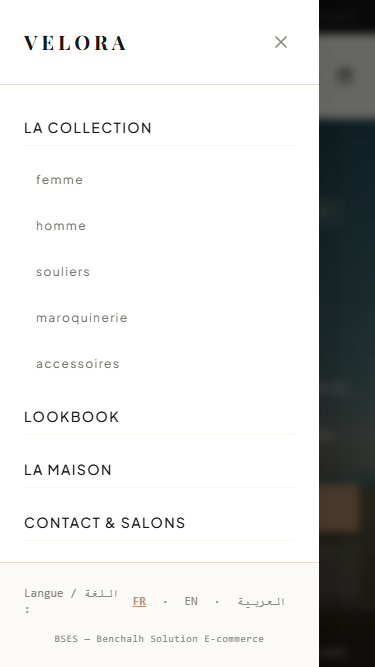 VELORA
LA COLLECTION
femme
homme
souliers
maroquinerie
accessoires
LOOKBOOK
LA MAISON
CONTACT & SALONS
Langue / اللغة :
FR · EN · العربية
BSES — Benchalh Solution E-commerce